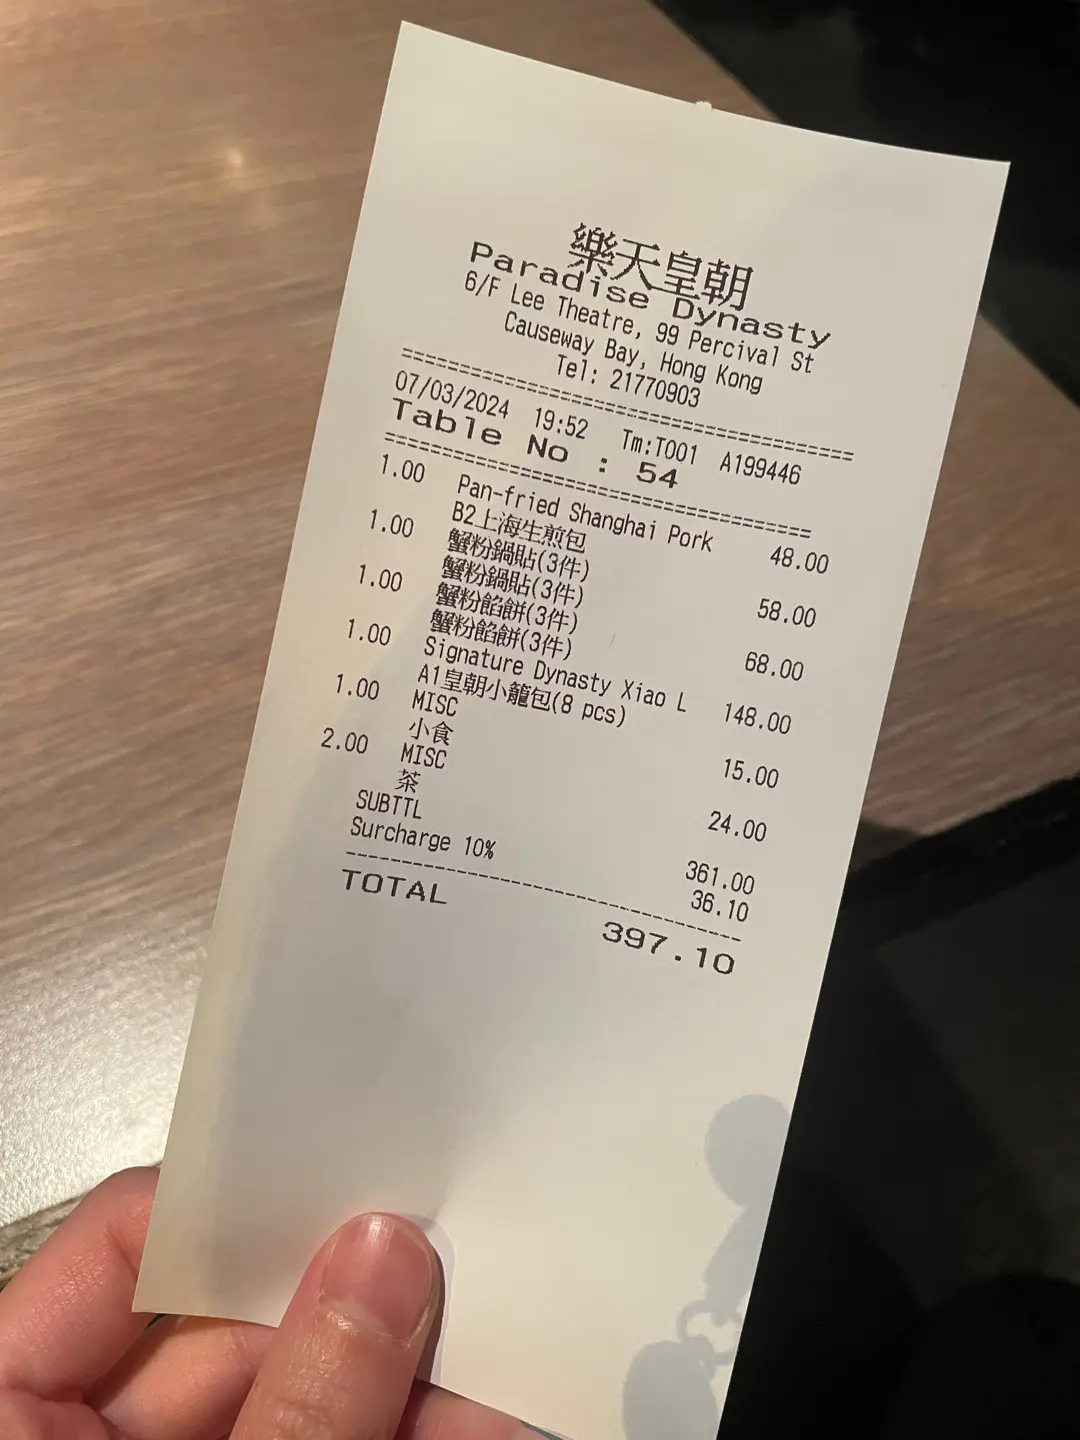 樂天皇朝
Paradise Dynasty
6/F Lee Theatre, 99 Percival St
Causeway Bay, Hong Kong
Tel: 21770903
07/03/2024 19:52 Tm:T001 A199446
Table No : 54
1.00 Pan-fried Shanghai Pork 48.00
B2上海生煎包
1.00 蟹粉鍋貼(3件) 58.00
蟹粉鍋貼(3件)
1.00 蟹粉餡餅(3件) 68.00
蟹粉餡餅(3件)
1.00 Signature Dynasty Xiao L 148.00
A1皇朝小籠包(8 pcs)
1.00 MISC 15.00
小食
2.00 MISC 24.00
茶
SUBTTL 361.00
Surcharge 10% 36.10
TOTAL 397.10